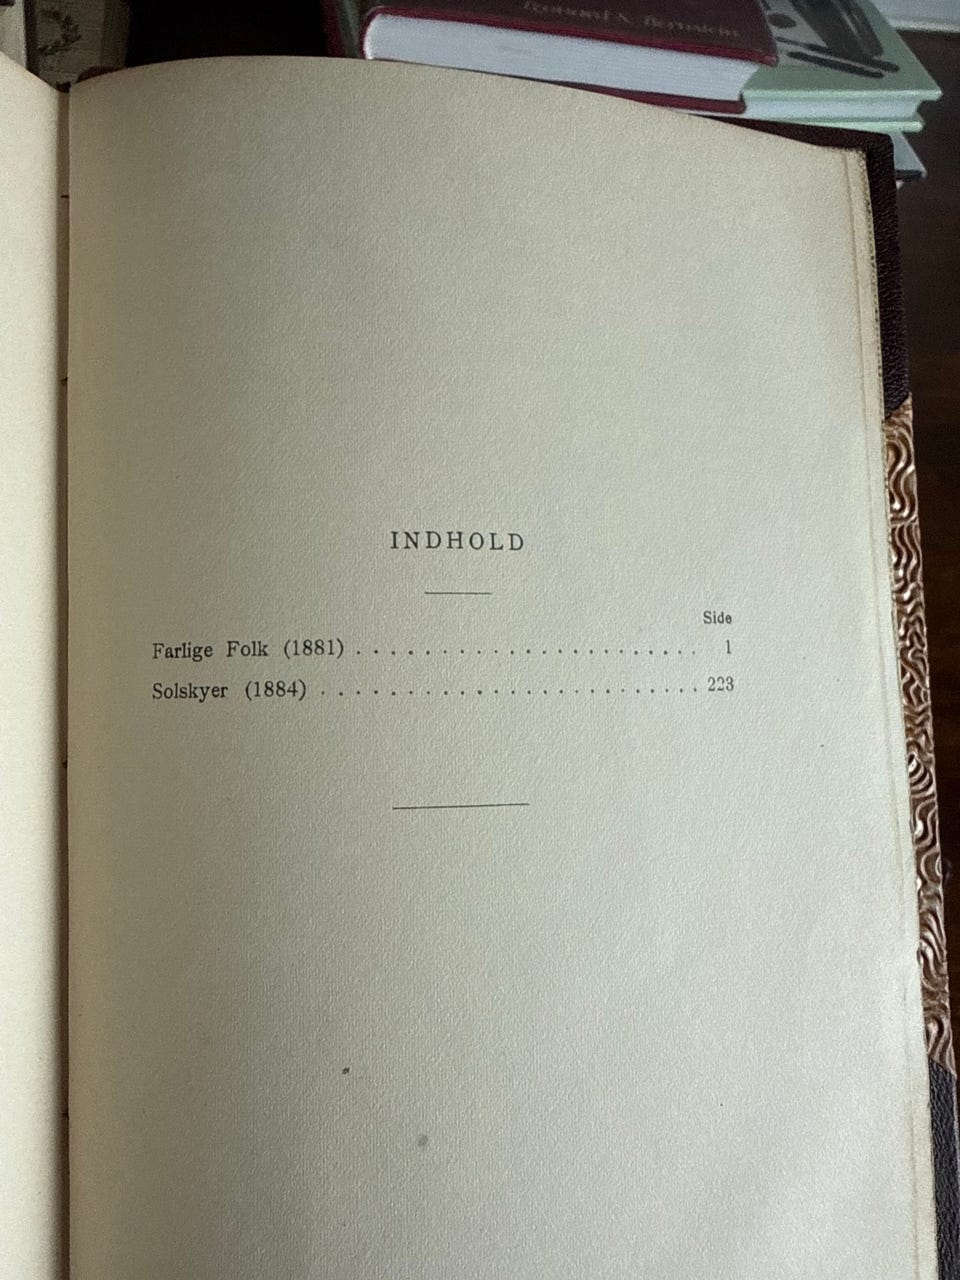 INDHOLD
Side
Farlige Folk (1881) . . . . . . . . . . . . . . . . . . . . 1
Solskyer (1884) . . . . . . . . . . . . . . . . . . . . . . 223